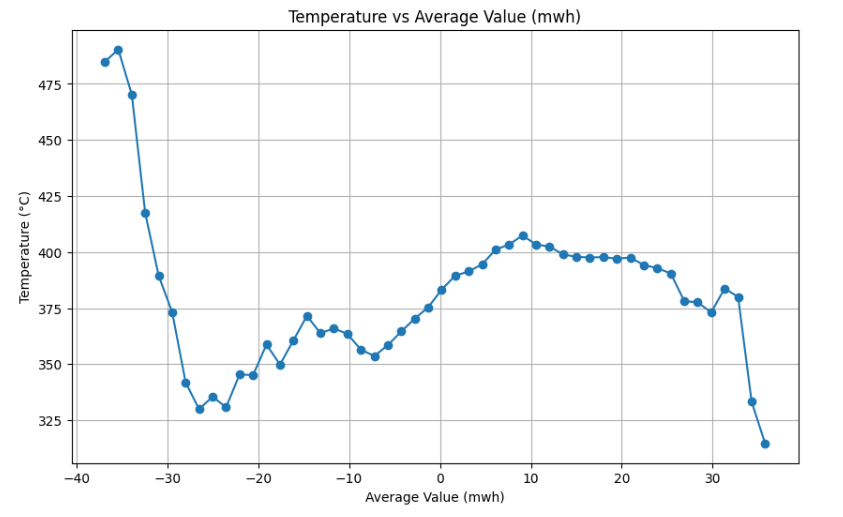 Temperature vs Average Value (mwh)
475
450
425
400
375
350
325
Temperature (°C)
−40 −30 −20 −10 0 10 20 30
Average Value (mwh)